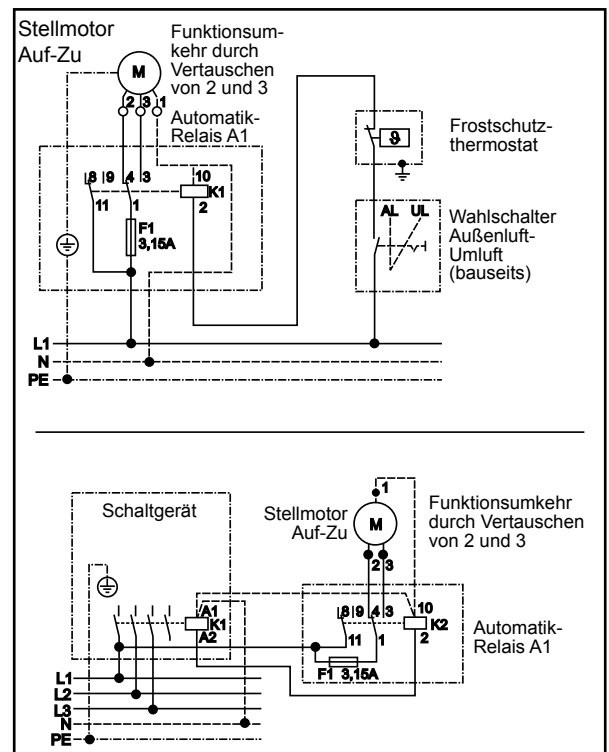 Stellmotor
Auf-Zu
Funktionsum-
kehr durch
Vertauschen
von 2 und 3
M
2 3 1
Automatik-
Relais A1
8 9 4 3 10
K1
11 1 2
F1
3,15A
Frostschutz-
thermostat
ϑ
AL UL
Wahlschalter
Außenluft-
Umluft
(bauseits)
L1
N
PE
Schaltgerät
Stellmotor
Auf-Zu
1
M
2 3
Funktionsumkehr
durch Vertauschen
von 2 und 3
A1
K1
A2
8 9 4 3 10
K2
11 1 2
F1 3,15A
Automatik-
Relais A1
L1
L2
L3
N
PE